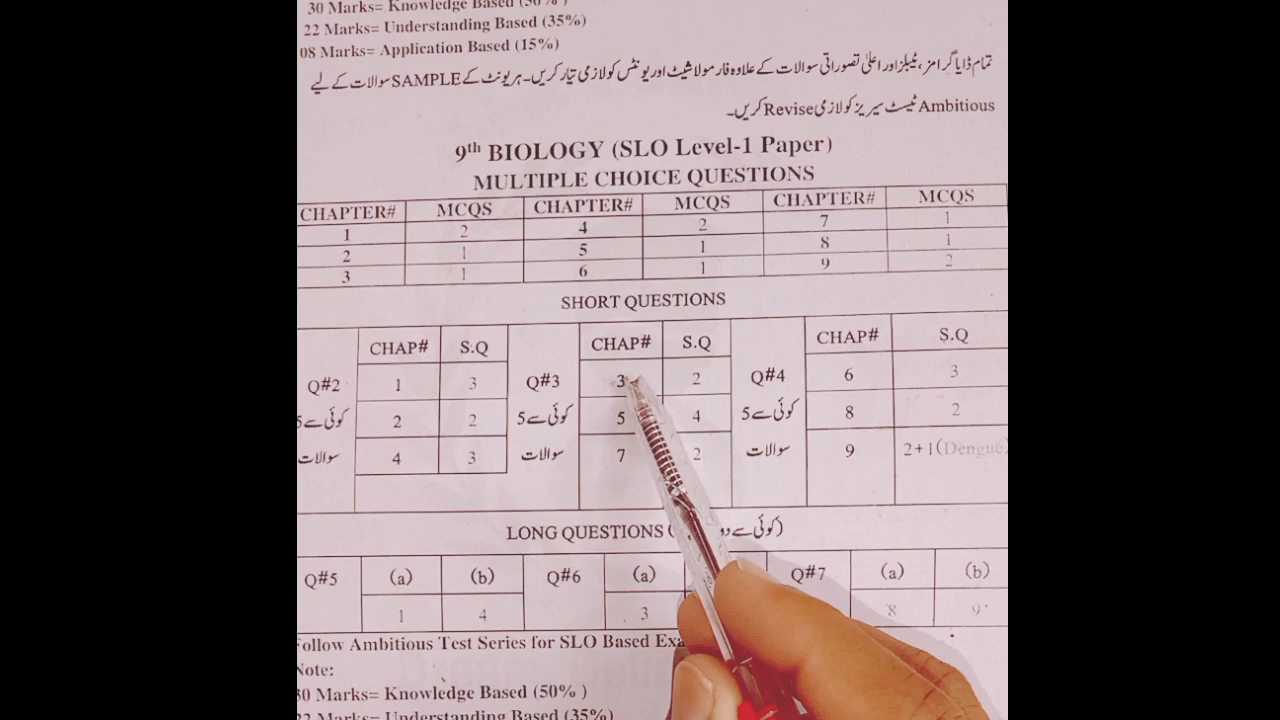 30 Marks= Knowledge Based (50% )
22 Marks= Understanding Based (35%)
08 Marks= Application Based (15%)
تمام ڈایاگرامز، ٹیبلز اور اعلیٰ تصوراتی سوالات کے علاوہ فارمولا شیٹ اور یونٹس کو لازمی تیار کریں۔ ہر یونٹ کے SAMPLE سوالات کے لیے
Ambitious ٹیسٹ سیریز کو لازمی Revise کریں۔
9th BIOLOGY (SLO Level-1 Paper)
MULTIPLE CHOICE QUESTIONS
CHAPTER# MCQS CHAPTER# MCQS CHAPTER# MCQS
1 2 4 2 7 1
2 1 5 1 8 1
3 1 6 1 9 2
SHORT QUESTIONS
CHAP# S.Q CHAP# S.Q CHAP# S.Q
Q#2 1 3 Q#3 3 2 Q#4 6 3
کوئی سے 5 2 2 کوئی سے 5 5 4 کوئی سے 5 8 2
سوالات 4 3 سوالات 7 2 سوالات 9 2+1(Dengue)
LONG QUESTIONS ( کوئی سے)
Q#5 (a) (b) Q#6 (a) Q#7 (a) (b)
1 4 3 8 9
Follow Ambitious Test Series for SLO Based
Note:
30 Marks= Knowledge Based (50% )
22 Marks= Understanding Based (35%)